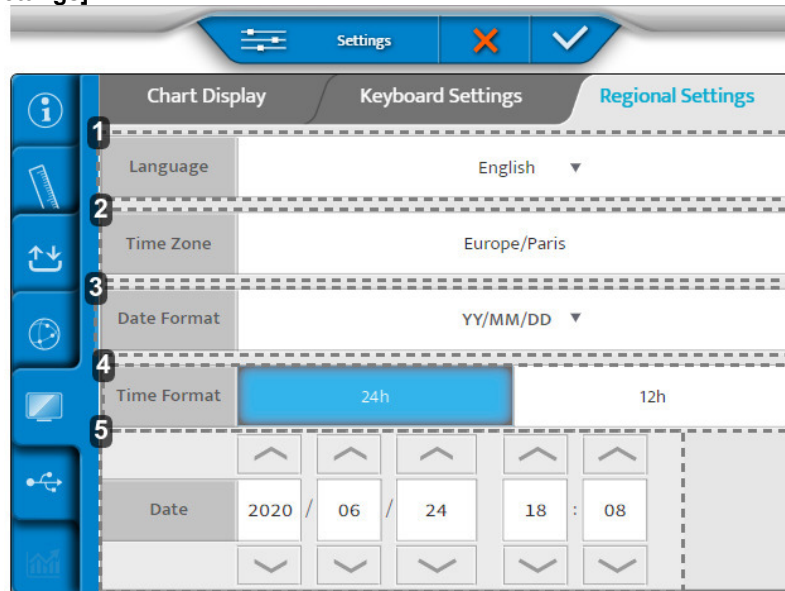 Settings
Chart Display Keyboard Settings Regional Settings
1
Language English
2
Time Zone Europe/Paris
3
Date Format YY/MM/DD
4
Time Format 24h 12h
5
Date 2020 / 06 / 24 18 : 08